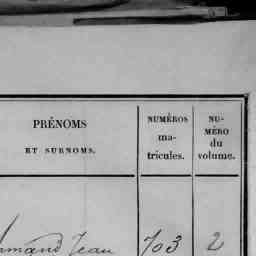 PRÉNOMS
ET SURNOMS.
NUMÉROS
ma-
tricules.
NU-
MÉRO
du
volume.
Jean 703 2